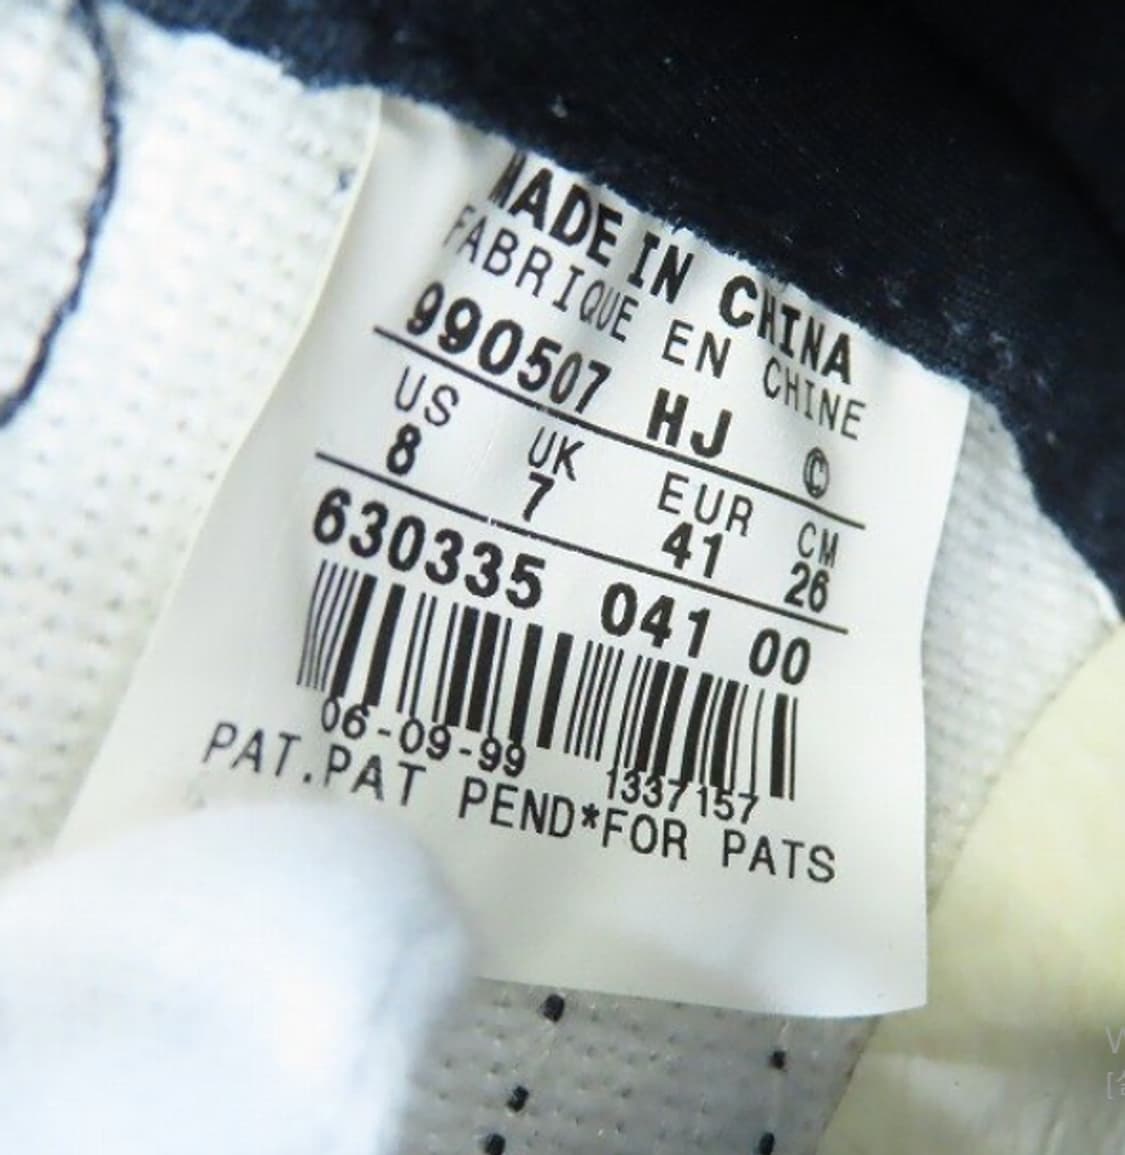 MADE IN CHINA
FABRIQUE EN CHINE
990507 HJ ©
US UK EUR CM
8 7 41 26
630335 041 00
06-09-99 1337157
PAT.PAT PEND*FOR PATS